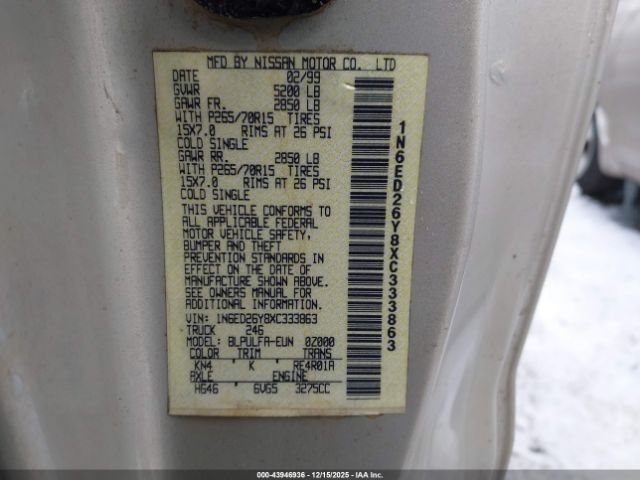 MFD BY NISSAN MOTOR CO. LTD
DATE 02/99
GVWR 5200 LB
GAWR FR. 2850 LB
WITH P265/70R15 TIRES
15X7.0 RIMS AT 26 PSI
COLD SINGLE
GAWR RR. 2850 LB
WITH P265/70R15 TIRES
15X7.0 RIMS AT 26 PSI
COLD SINGLE
THIS VEHICLE CONFORMS TO
ALL APPLICABLE FEDERAL
MOTOR VEHICLE SAFETY,
BUMPER AND THEFT
PREVENTION STANDARDS IN
EFFECT ON THE DATE OF
MANUFACTURE SHOWN ABOVE.
SEE OWNERS MANUAL FOR
ADDITIONAL INFORMATION.
VIN: 1N6ED26Y8XC333863
TRUCK 246
MODEL: BLPULFA-EUN 0Z000
COLOR TRIM TRANS
KN4 K RE4R01A
AXLE ENGINE
HG46 6VG5 3275CC
1N6ED26Y8XC333863
000-43946936 - 12/15/2025 - IAAI.COM